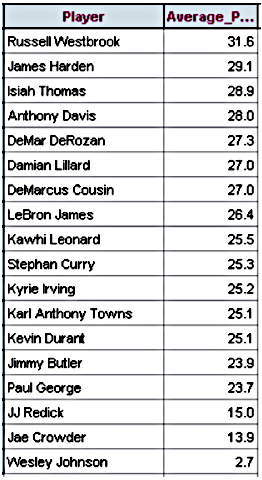 Player Average_P...
Russell Westbrook 31.6
James Harden 29.1
Isiah Thomas 28.9
Anthony Davis 28.0
DeMar DeRozan 27.3
Damian Lillard 27.0
DeMarcus Cousin 27.0
LeBron James 26.4
Kawhi Leonard 25.5
Stephan Curry 25.3
Kyrie Irving 25.2
Karl Anthony Towns 25.1
Kevin Durant 25.1
Jimmy Butler 23.9
Paul George 23.7
JJ Redick 15.0
Jae Crowder 13.9
Wesley Johnson 2.7